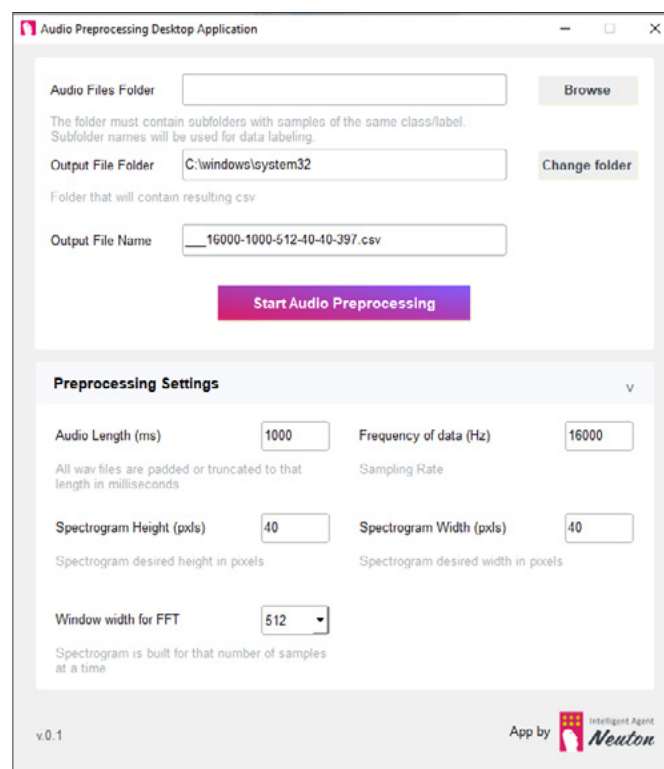 Audio Preprocessing Desktop Application
Audio Files Folder
Browse
The folder must contain subfolders with samples of the same class/label.
Subfolder names will be used for data labeling.
Output File Folder
C:\windows\system32
Change folder
Folder that will contain resulting csv
Output File Name
___16000-1000-512-40-40-397.csv
Start Audio Preprocessing
Preprocessing Settings
v
Audio Length (ms)
1000
Frequency of data (Hz)
16000
All wav files are padded or truncated to that
length in milliseconds
Sampling Rate
Spectrogram Height (pxls)
40
Spectrogram Width (pxls)
40
Spectrogram desired height in pixels
Spectrogram desired width in pixels
Window width for FFT
512
Spectrogram is built for that number of samples
at a time
v.0.1
App by
Intelligent Agent
Neuton